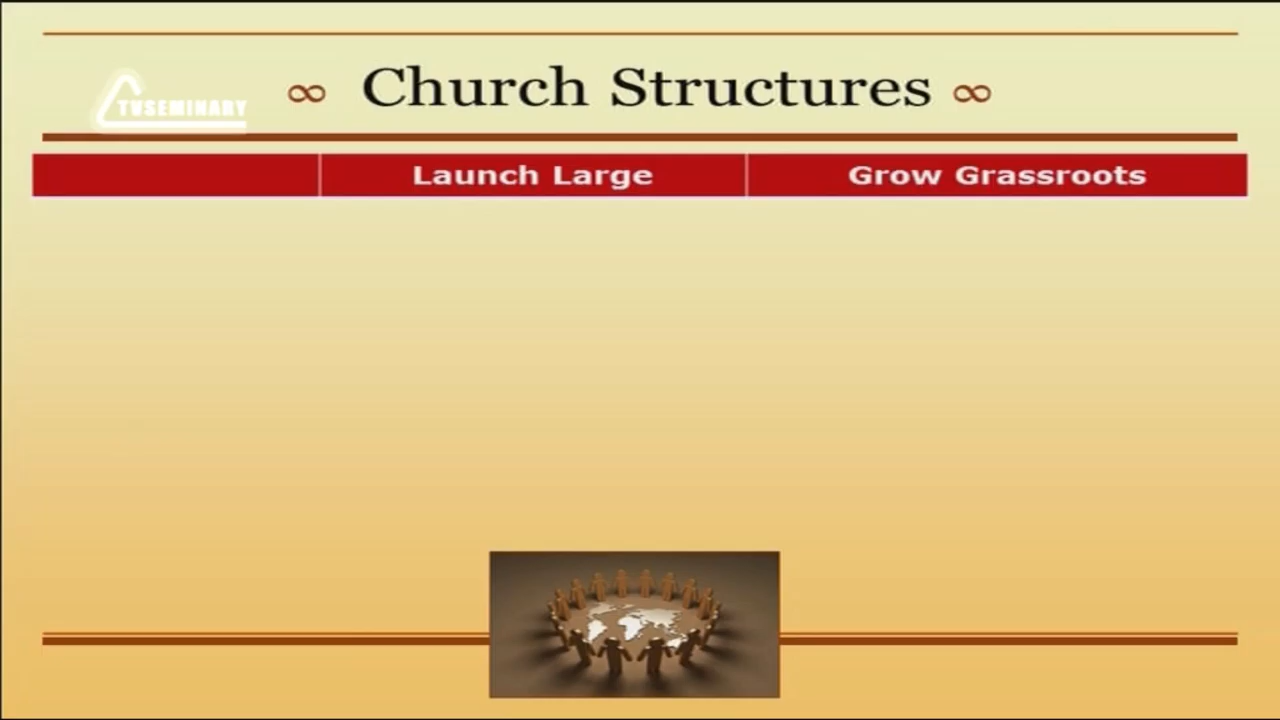 ∞ Church Structures ∞
TVSEMINARY
Launch Large
Grow Grassroots